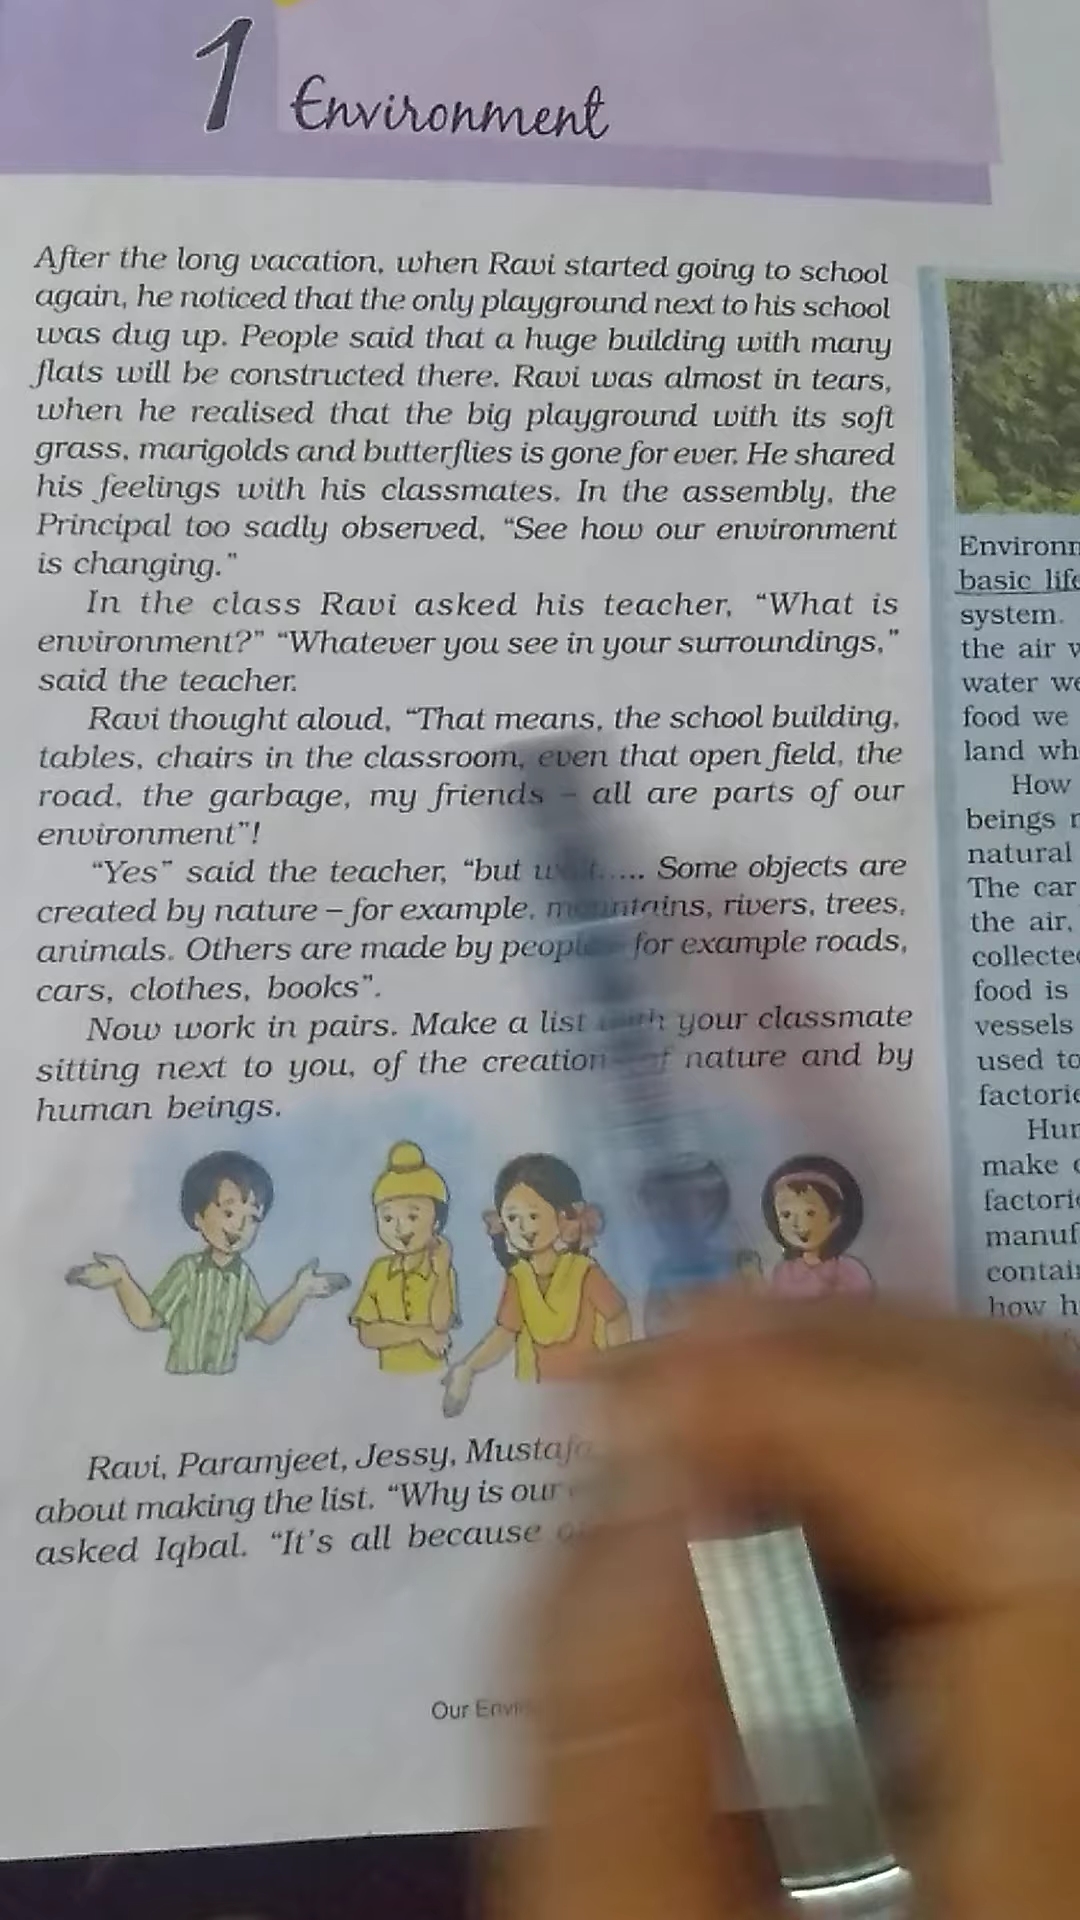 1 Environment
After the long vacation, when Ravi started going to school
again, he noticed that the only playground next to his school
was dug up. People said that a huge building with many
flats will be constructed there. Ravi was almost in tears,
when he realised that the big playground with its soft
grass, marigolds and butterflies is gone for ever. He shared
his feelings with his classmates. In the assembly, the
Principal too sadly observed, “See how our environment
is changing.”
In the class Ravi asked his teacher, “What is
environment?” “Whatever you see in your surroundings,”
said the teacher.
Ravi thought aloud, “That means, the school building,
tables, chairs in the classroom, even that open field, the
road, the garbage, my friends – all are parts of our
environment”!
“Yes” said the teacher, “but ..... Some objects are
created by nature – for example, mountains, rivers, trees,
animals. Others are made by people – for example roads,
cars, clothes, books”.
Now work in pairs. Make a list with your classmate
sitting next to you, of the creation of nature and by
human beings.
Ravi, Paramjeet, Jessy, Mustafa
about making the list. “Why is our
asked Iqbal. “It’s all because
Our
basic
system.
the air
water
food we
land
How
beings
natural
The car
the air,
food is
vessels
used to
make
how